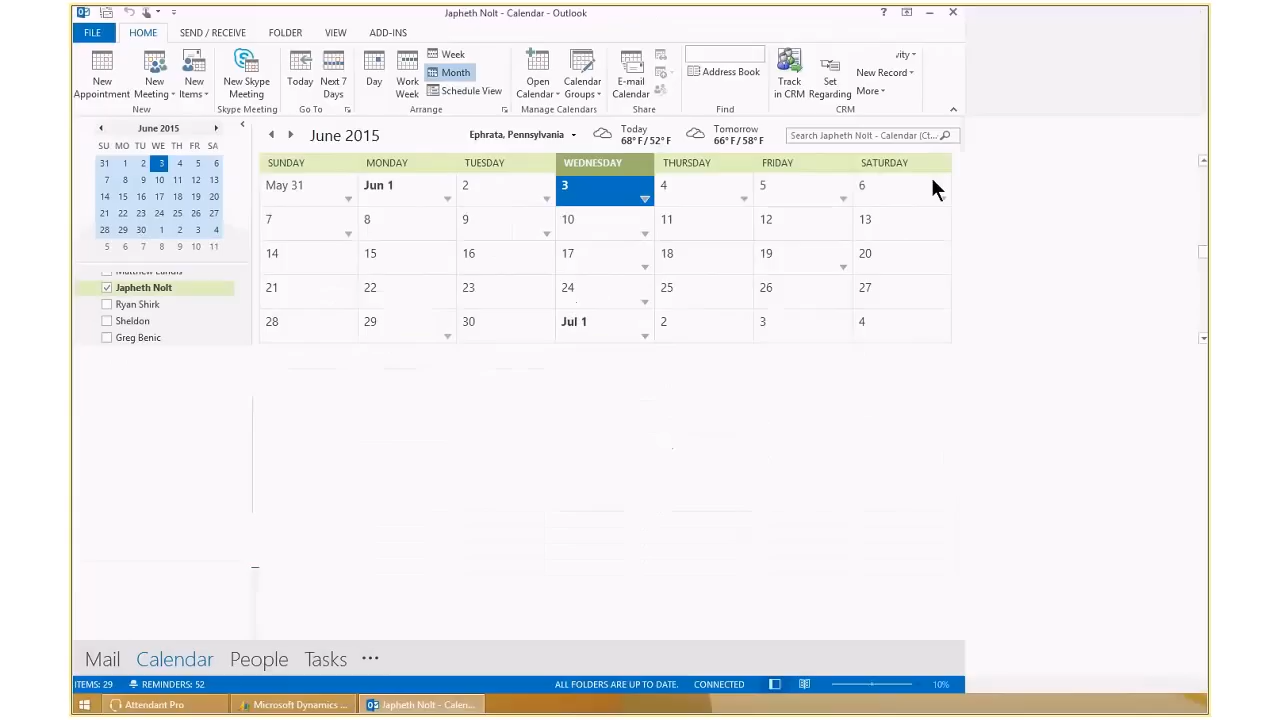 Japheth Nolt - Calendar - Outlook
?
FILE HOME SEND / RECEIVE FOLDER VIEW ADD-INS
New Appointment
New Meeting
New Items
New
New Skype Meeting
Skype Meeting
Today
Next 7 Days
Go To
Day
Work Week
Week
Month
Schedule View
Arrange
Open Calendar
Calendar Groups
Manage Calendars
E-mail Calendar
Share
Address Book
Find
Track in CRM
Set Regarding
vity
New Record
More
CRM
June 2015
SU MO TU WE TH FR SA
31 1 2 3 4 5 6
7 8 9 10 11 12 13
14 15 16 17 18 19 20
21 22 23 24 25 26 27
28 29 30 1 2 3 4
5 6 7 8 9 10 11
Japheth Nolt
Ryan Shirk
Sheldon
Greg Benic
June 2015
Ephrata, Pennsylvania
Today
68° F / 52° F
Tomorrow
66° F / 58° F
Search Japheth Nolt - Calendar (Ct...
SUNDAY MONDAY TUESDAY WEDNESDAY THURSDAY FRIDAY SATURDAY
May 31 Jun 1 2 3 4 5 6
7 8 9 10 11 12 13
14 15 16 17 18 19 20
21 22 23 24 25 26 27
28 29 30 Jul 1 2 3 4
Mail Calendar People Tasks ...
ITEMS: 29 REMINDERS: 52 ALL FOLDERS ARE UP TO DATE. CONNECTED 10%
Attendant Pro Microsoft Dynamics ... Japheth Nolt - Calen...